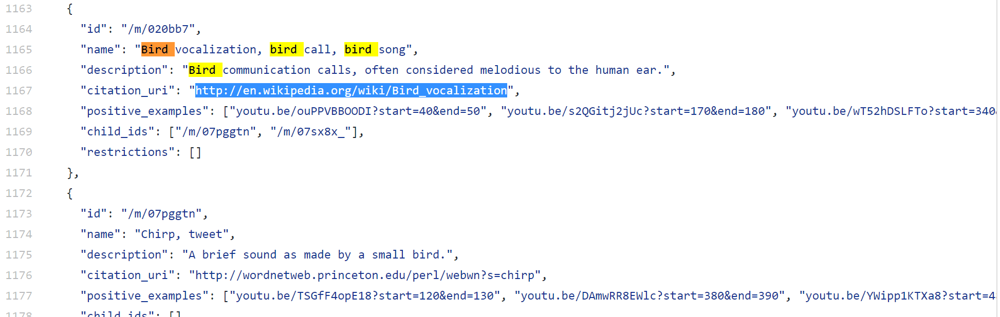 1163 {
1164 "id": "/m/020bb7",
1165 "name": "Bird vocalization, bird call, bird song",
1166 "description": "Bird communication calls, often considered melodious to the human ear.",
1167 "citation_uri": "http://en.wikipedia.org/wiki/Bird_vocalization",
1168 "positive_examples": ["youtu.be/ouPPVBBOODI?start=40&end=50", "youtu.be/s2QGitj2jUc?start=170&end=180", "youtu.be/wT52hDSLFTo?start=340&
1169 "child_ids": ["/m/07pggtn", "/m/07sx8x_"],
1170 "restrictions": []
1171 },
1172 {
1173 "id": "/m/07pggtn",
1174 "name": "Chirp, tweet",
1175 "description": "A brief sound as made by a small bird.",
1176 "citation_uri": "http://wordnetweb.princeton.edu/perl/webwn?s=chirp",
1177 "positive_examples": ["youtu.be/TSGfF4opE18?start=120&end=130", "youtu.be/DAmwRR8EWlc?start=380&end=390", "youtu.be/YWipp1KTXa8?start=4
1178 "child_ids": []